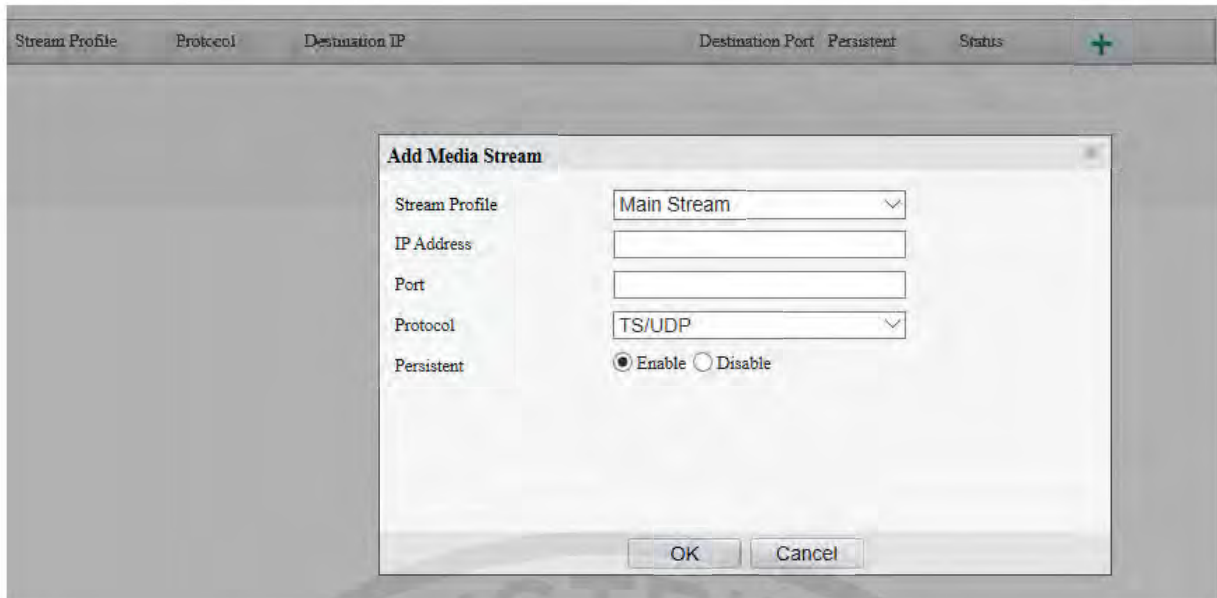 Stream Profile Protocol Destination IP Destination Port Persistent Status
Add Media Stream
Stream Profile Main Stream
IP Address
Port
Protocol TS/UDP
Persistent Enable Disable
OK Cancel